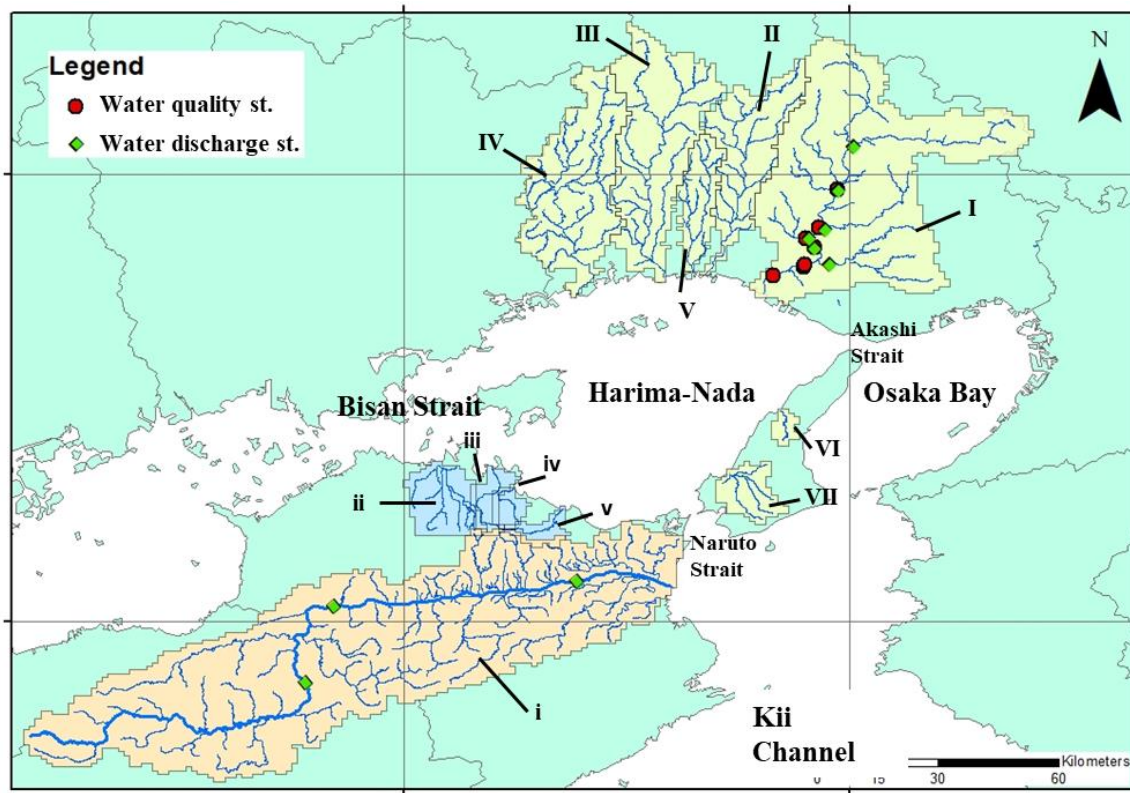 III
II
N
Legend
Water quality st.
Water discharge st.
IV
I
V
Akashi
Strait
Harima-Nada
Osaka Bay
Bisan Strait
iii
iv
VI
ii
v
VII
Naruto
Strait
i
Kii
Channel
Kilometers
0 15 30 60